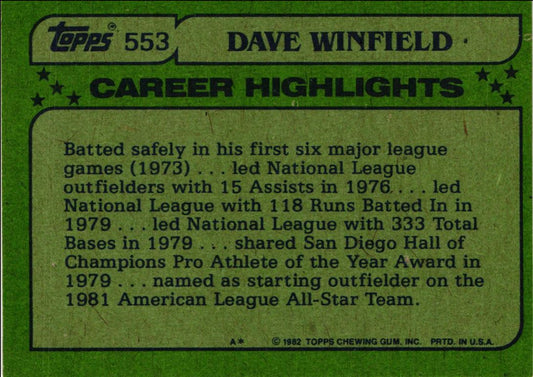 topps 553 DAVE WINFIELD
CAREER HIGHLIGHTS
Batted safely in his first six major league
games (1973) . . . led National League
outfielders with 15 Assists in 1976 . . . led
National League with 118 Runs Batted In in
1979 . . . led National League with 333 Total
Bases in 1979 . . . shared San Diego Hall of
Champions Pro Athlete of the Year Award in
1979 . . . named as starting outfielder on the
1981 American League All-Star Team.
A* © 1982 TOPPS CHEWING GUM, INC. PRTD. IN U.S.A.